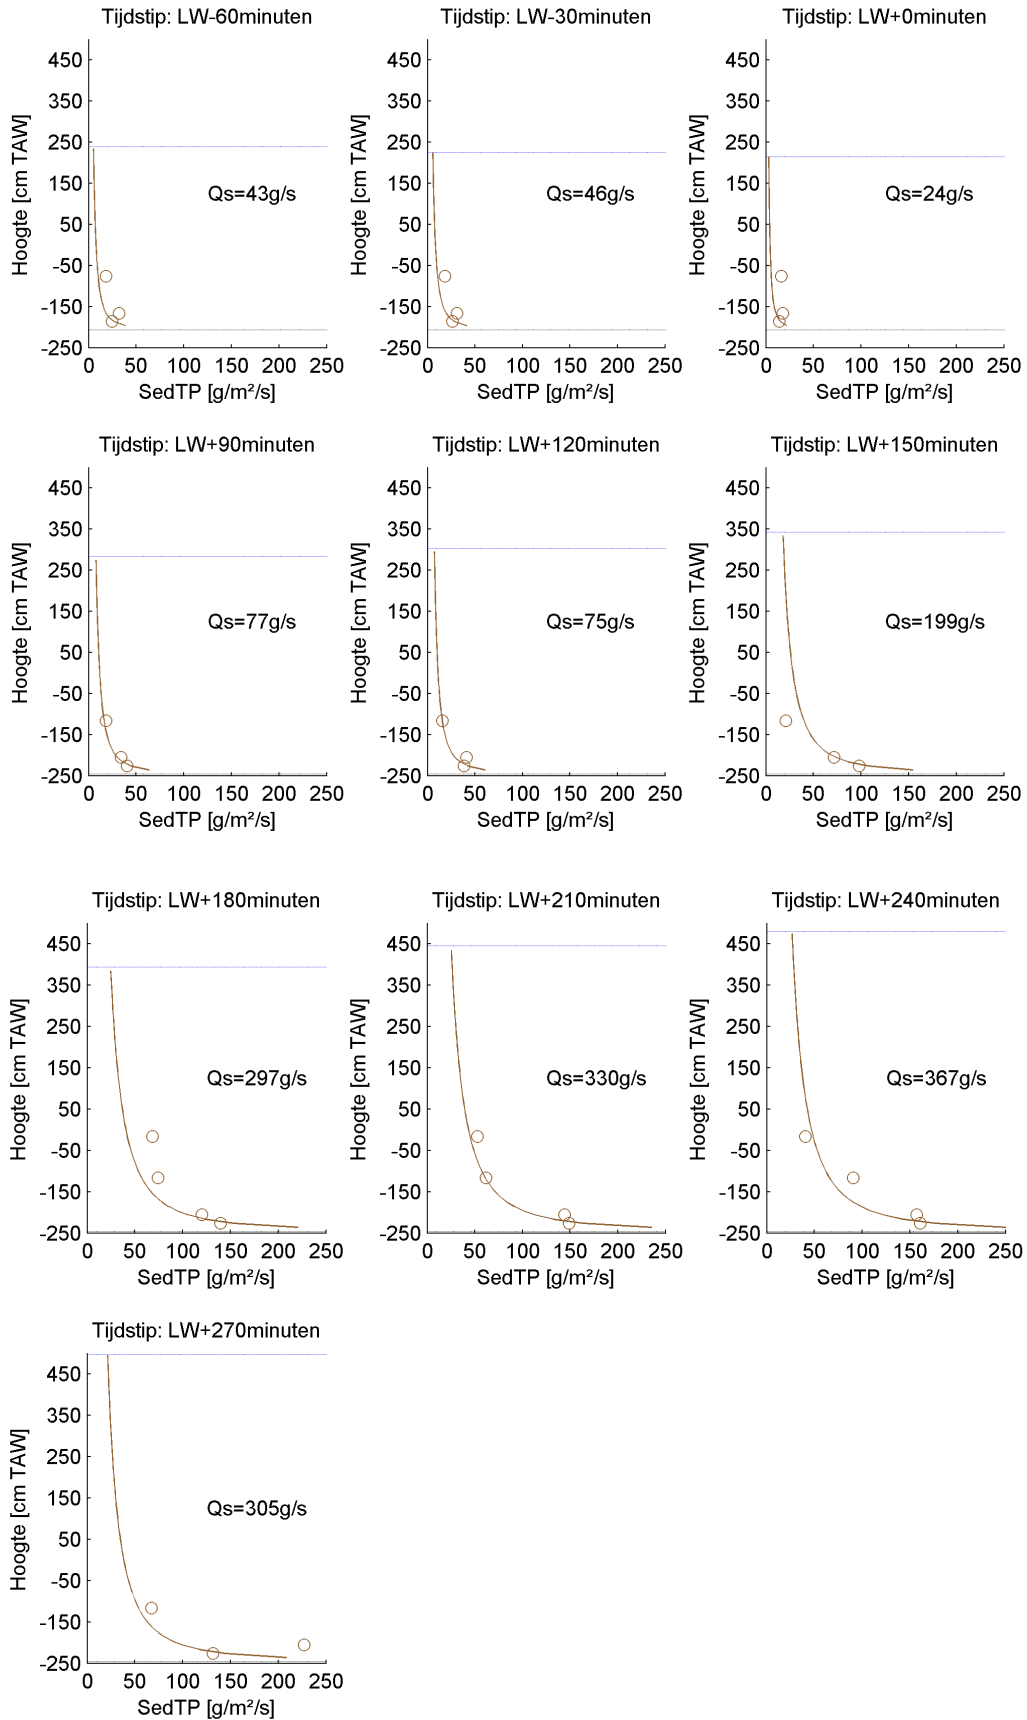 Tijdstip: LW-60minuten
Tijdstip: LW-30minuten
Tijdstip: LW+0minuten
Hoogte [cm TAW]
450
350
250
150
50
-50
-150
-250
Qs=43g/s
0 50 100 150 200 250
SedTP [g/m²/s]
Hoogte [cm TAW]
450
350
250
150
50
-50
-150
-250
Qs=46g/s
0 50 100 150 200 250
SedTP [g/m²/s]
Hoogte [cm TAW]
450
350
250
150
50
-50
-150
-250
Qs=24g/s
0 50 100 150 200 250
SedTP [g/m²/s]
Tijdstip: LW+90minuten
Tijdstip: LW+120minuten
Tijdstip: LW+150minuten
Hoogte [cm TAW]
450
350
250
150
50
-50
-150
-250
Qs=77g/s
0 50 100 150 200 250
SedTP [g/m²/s]
Hoogte [cm TAW]
450
350
250
150
50
-50
-150
-250
Qs=75g/s
0 50 100 150 200 250
SedTP [g/m²/s]
Hoogte [cm TAW]
450
350
250
150
50
-50
-150
-250
Qs=199g/s
0 50 100 150 200 250
SedTP [g/m²/s]
Tijdstip: LW+180minuten
Tijdstip: LW+210minuten
Tijdstip: LW+240minuten
Hoogte [cm TAW]
450
350
250
150
50
-50
-150
-250
Qs=297g/s
0 50 100 150 200 250
SedTP [g/m²/s]
Hoogte [cm TAW]
450
350
250
150
50
-50
-150
-250
Qs=330g/s
0 50 100 150 200 250
SedTP [g/m²/s]
Hoogte [cm TAW]
450
350
250
150
50
-50
-150
-250
Qs=367g/s
0 50 100 150 200 250
SedTP [g/m²/s]
Tijdstip: LW+270minuten
Hoogte [cm TAW]
450
350
250
150
50
-50
-150
-250
Qs=305g/s
0 50 100 150 200 250
SedTP [g/m²/s]